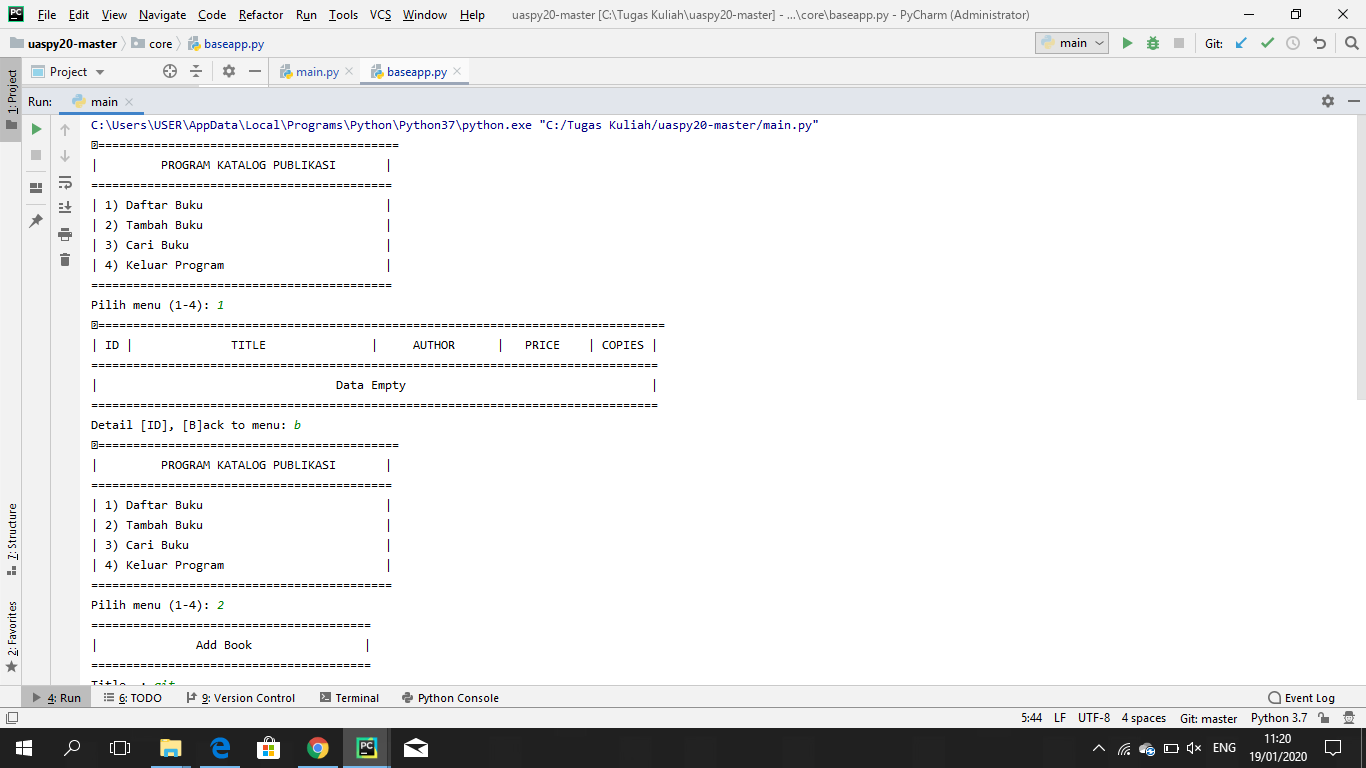 File Edit View Navigate Code Refactor Run Tools VCS Window Help uaspy20-master [C:\Tugas Kuliah\uaspy20-master] - ...\core\baseapp.py - PyCharm (Administrator)
uaspy20-master core baseapp.py main Git:
Project main.py baseapp.py
1: Project
Run: main
C:\Users\USER\AppData\Local\Programs\Python\Python37\python.exe "C:/Tugas Kuliah/uaspy20-master/main.py"
===========================================
| PROGRAM KATALOG PUBLIKASI |
===========================================
| 1) Daftar Buku |
| 2) Tambah Buku |
| 3) Cari Buku |
| 4) Keluar Program |
===========================================
Pilih menu (1-4): 1
=================================================================================
| ID | TITLE | AUTHOR | PRICE | COPIES |
=================================================================================
| Data Empty |
=================================================================================
Detail [ID], [B]ack to menu: b
===========================================
| PROGRAM KATALOG PUBLIKASI |
===========================================
| 1) Daftar Buku |
| 2) Tambah Buku |
| 3) Cari Buku |
| 4) Keluar Program |
===========================================
Pilih menu (1-4): 2
========================================
| Add Book |
========================================
Title : git
7: Structure
2: Favorites
4: Run 6: TODO 9: Version Control Terminal Python Console Event Log
5:44 LF UTF-8 4 spaces Git: master Python 3.7
ENG
11:20
19/01/2020